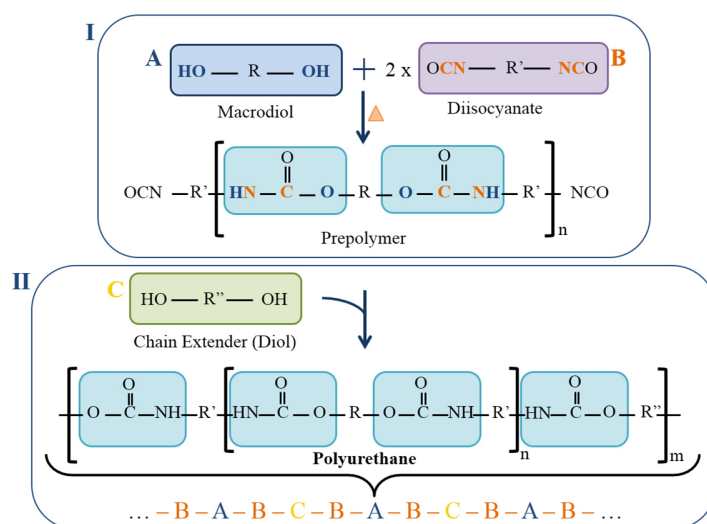 I
A HO — R — OH + 2 x OCN — R’ — NCO B
Macrodiol Diisocyanate
O O
OCN — R’ — [ HN — C — O — R — O — C — NH — R’ ]n — NCO
Prepolymer
II
C HO — R” — OH
Chain Extender (Diol)
O O O O
[ O — C — NH — R’ [ HN — C — O — R — O — C — NH — R’ ]n HN — C — O — R” ]m
Polyurethane
... – B – A – B – C – B – A – B – C – B – A – B – ...